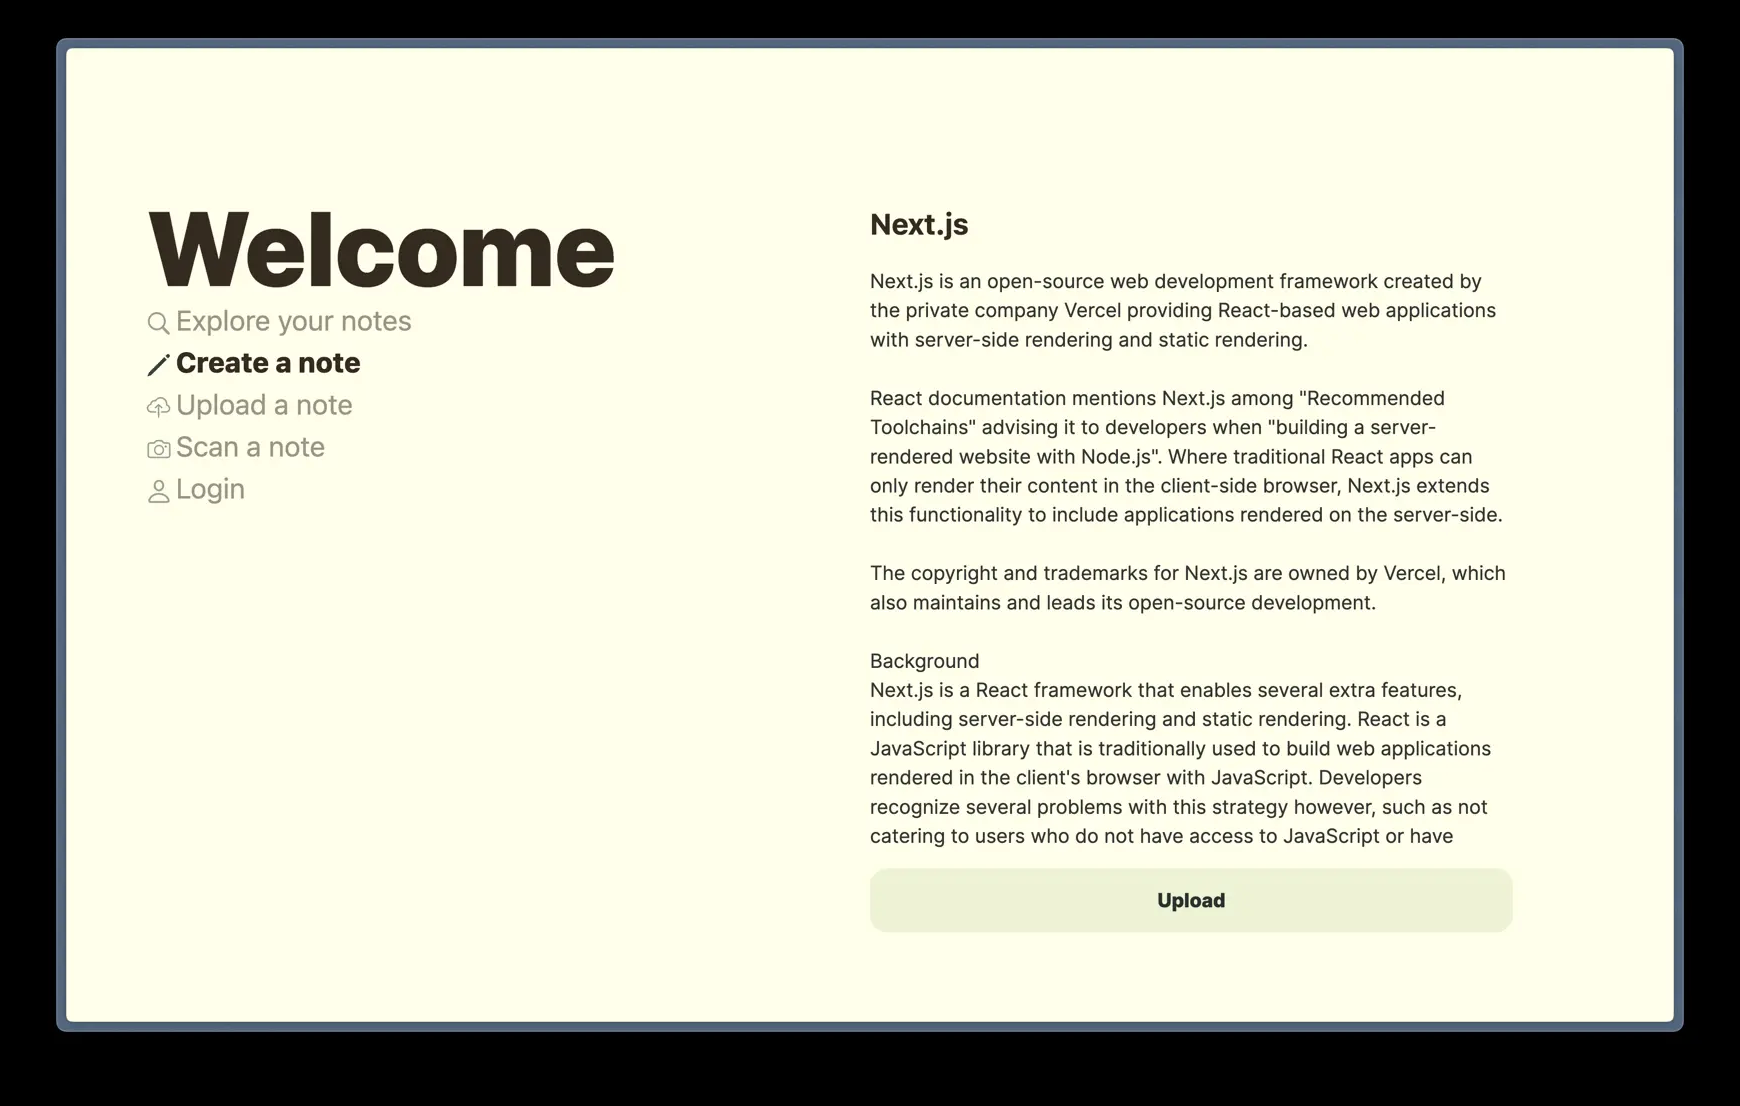 Welcome
Explore your notes
Create a note
Upload a note
Scan a note
Login
Next.js
Next.js is an open-source web development framework created by
the private company Vercel providing React-based web applications
with server-side rendering and static rendering.
React documentation mentions Next.js among "Recommended
Toolchains" advising it to developers when "building a server-
rendered website with Node.js". Where traditional React apps can
only render their content in the client-side browser, Next.js extends
this functionality to include applications rendered on the server-side.
The copyright and trademarks for Next.js are owned by Vercel, which
also maintains and leads its open-source development.
Background
Next.js is a React framework that enables several extra features,
including server-side rendering and static rendering. React is a
JavaScript library that is traditionally used to build web applications
rendered in the client's browser with JavaScript. Developers
recognize several problems with this strategy however, such as not
catering to users who do not have access to JavaScript or have
Upload